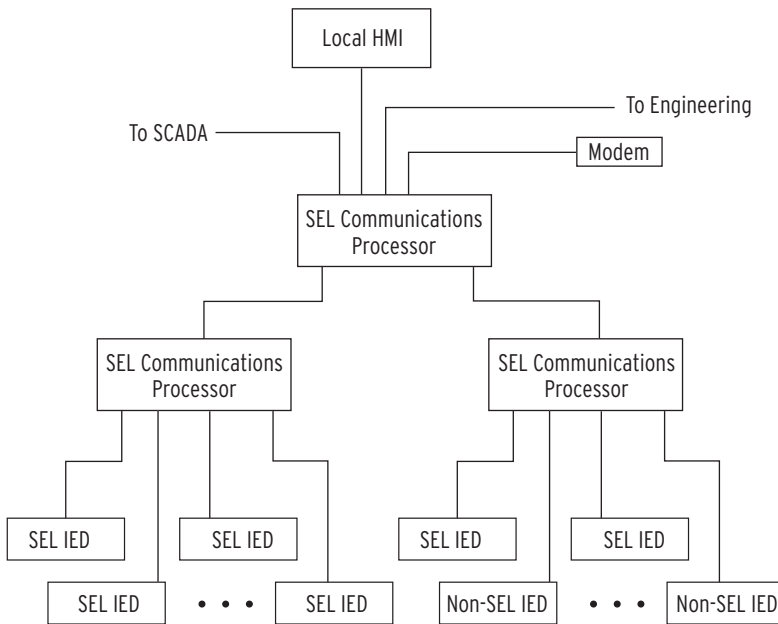 Local HMI
To Engineering
To SCADA
Modem
SEL Communications
Processor
SEL Communications
Processor
SEL Communications
Processor
SEL IED
SEL IED
SEL IED
SEL IED
SEL IED
SEL IED
Non-SEL IED
Non-SEL IED